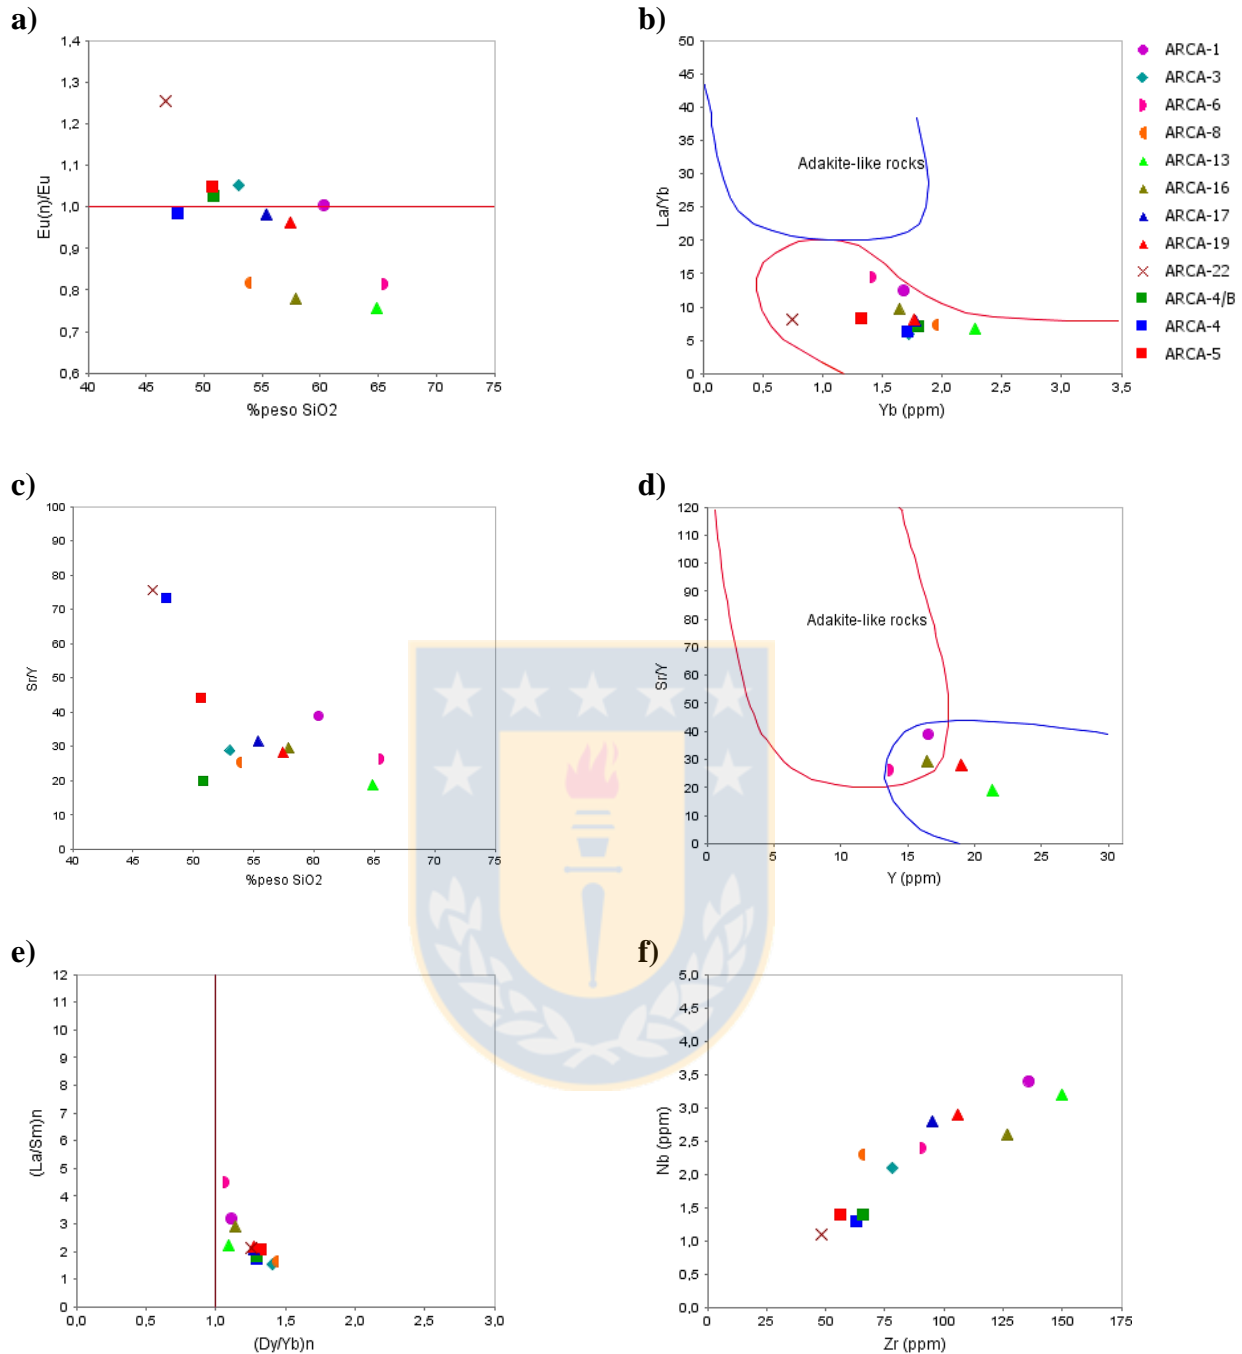 a)
1,4
1,3
1,2
1,1
1,0
0,9
0,8
0,7
0,6
Eu(n)/Eu
40 45 50 55 60 65 70 75
%peso SiO2
b)
50
45
40
35
30
25
20
15
10
5
0
La/Yb
Adakite-like rocks
0,0 0,5 1,0 1,5 2,0 2,5 3,0 3,5
Yb (ppm)
ARCA-1
ARCA-3
ARCA-6
ARCA-8
ARCA-13
ARCA-16
ARCA-17
ARCA-19
ARCA-22
ARCA-4/B
ARCA-4
ARCA-5
c)
100
90
80
70
60
50
40
30
20
10
0
Sr/Y
40 45 50 55 60 65 70 75
%peso SiO2
d)
120
110
100
90
80
70
60
50
40
30
20
10
0
Sr/Y
Adakite-like rocks
0 5 10 15 20 25 30
Y (ppm)
e)
12
11
10
9
8
7
6
5
4
3
2
1
0
(La/Sm)n
0,0 0,5 1,0 1,5 2,0 2,5 3,0
(Dy/Yb)n
f)
5,0
4,5
4,0
3,5
3,0
2,5
2,0
1,5
1,0
0,5
0,0
Nb (ppm)
0 25 50 75 100 125 150 175
Zr (ppm)